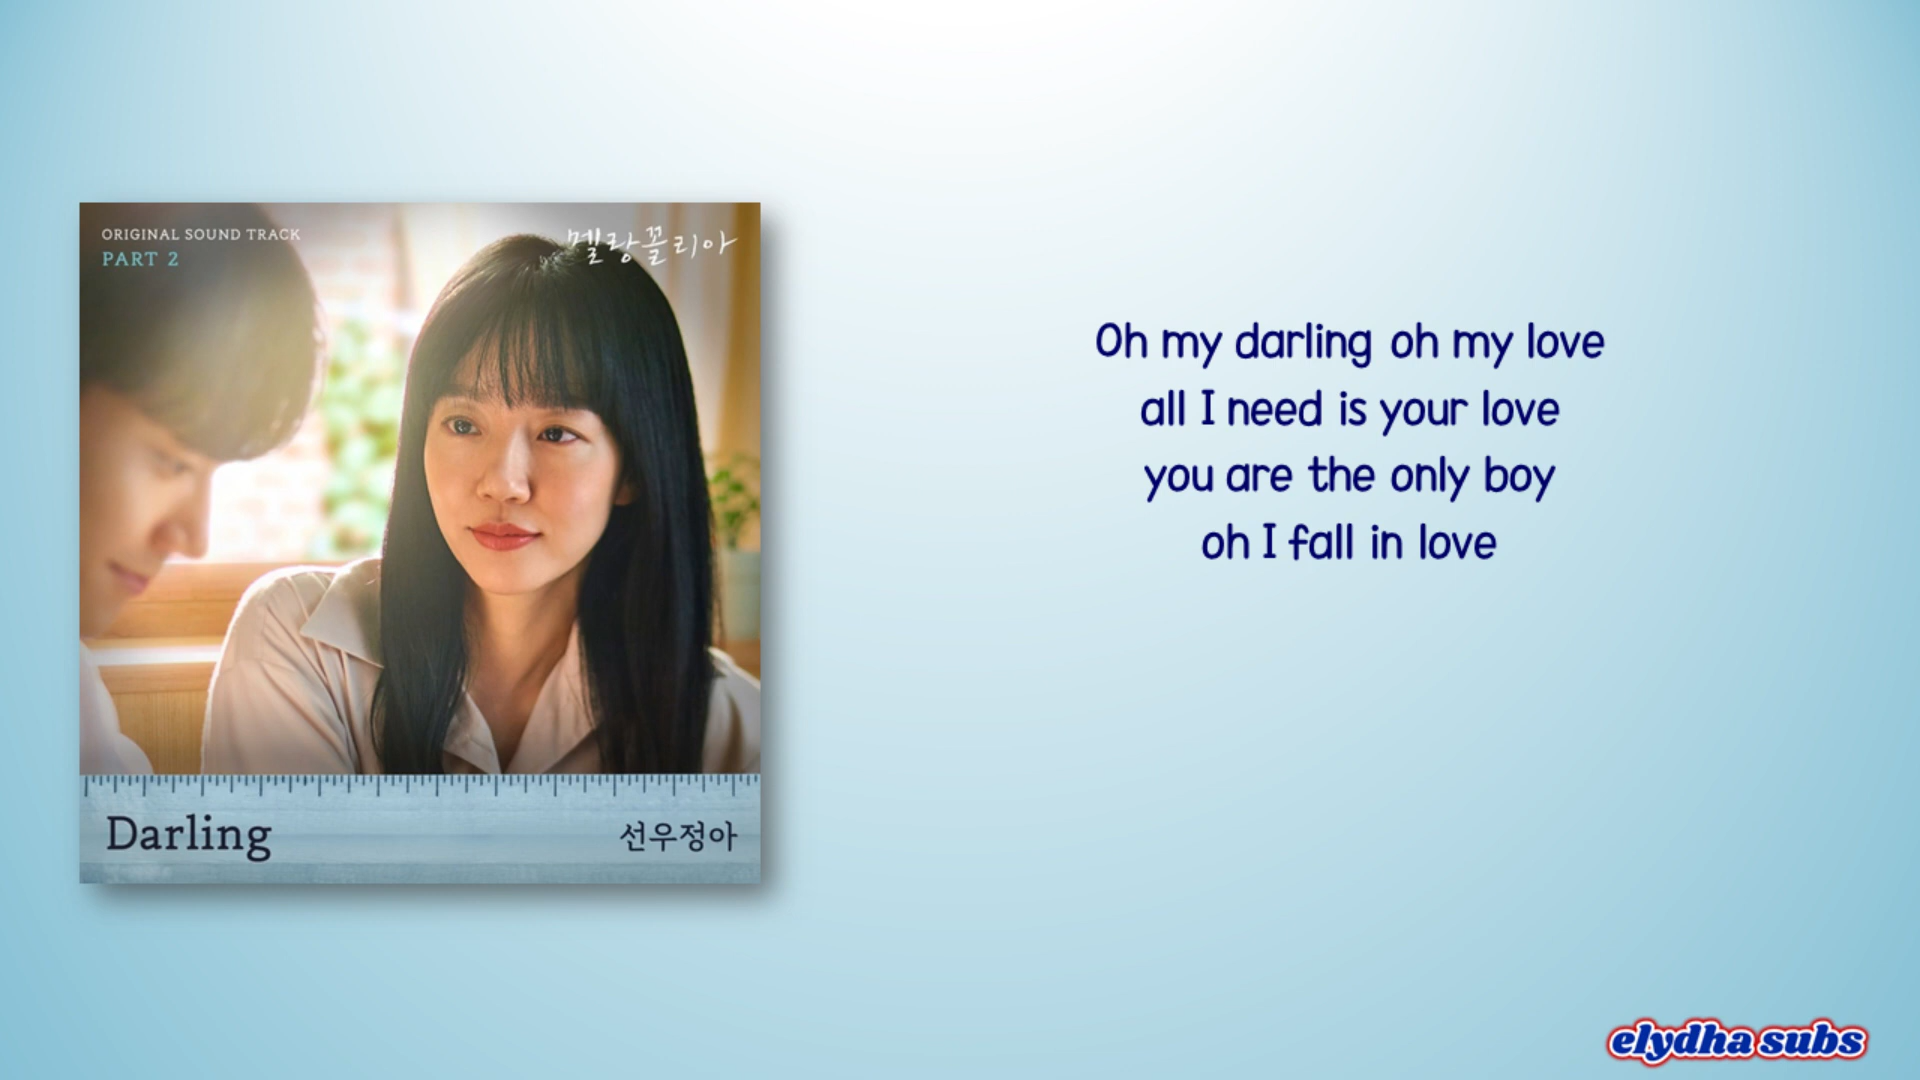 ORIGINAL SOUND TRACK
PART 2
멜랑꼴리아
Darling
선우정아
Oh my darling oh my love
all I need is your love
you are the only boy
oh I fall in love
elydha subs